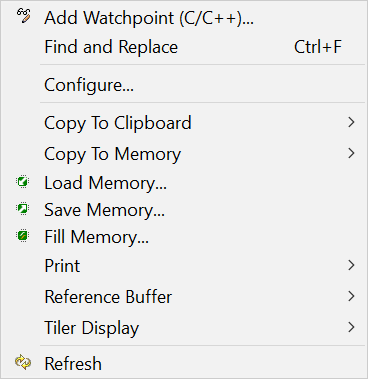 Add Watchpoint (C/C++)...
Find and Replace Ctrl+F
Configure...
Copy To Clipboard
Copy To Memory
Load Memory...
Save Memory...
Fill Memory...
Print
Reference Buffer
Tiler Display
Refresh